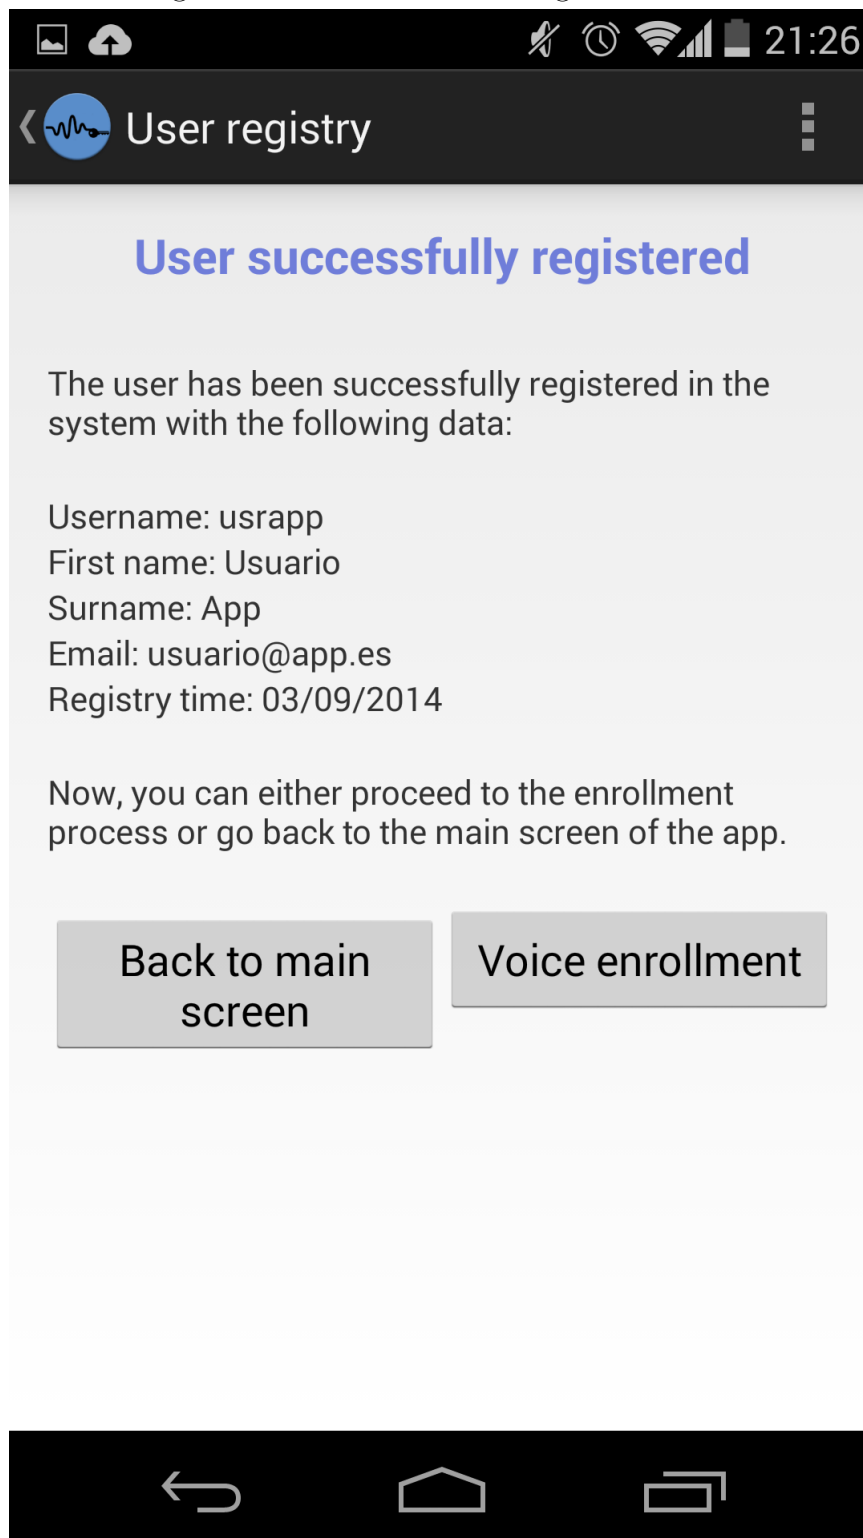 21:26
User registry
User successfully registered
The user has been successfully registered in the
system with the following data:
Username: usrapp
First name: Usuario
Surname: App
Email: usuario@app.es
Registry time: 03/09/2014
Now, you can either proceed to the enrollment
process or go back to the main screen of the app.
Back to main
screen
Voice enrollment